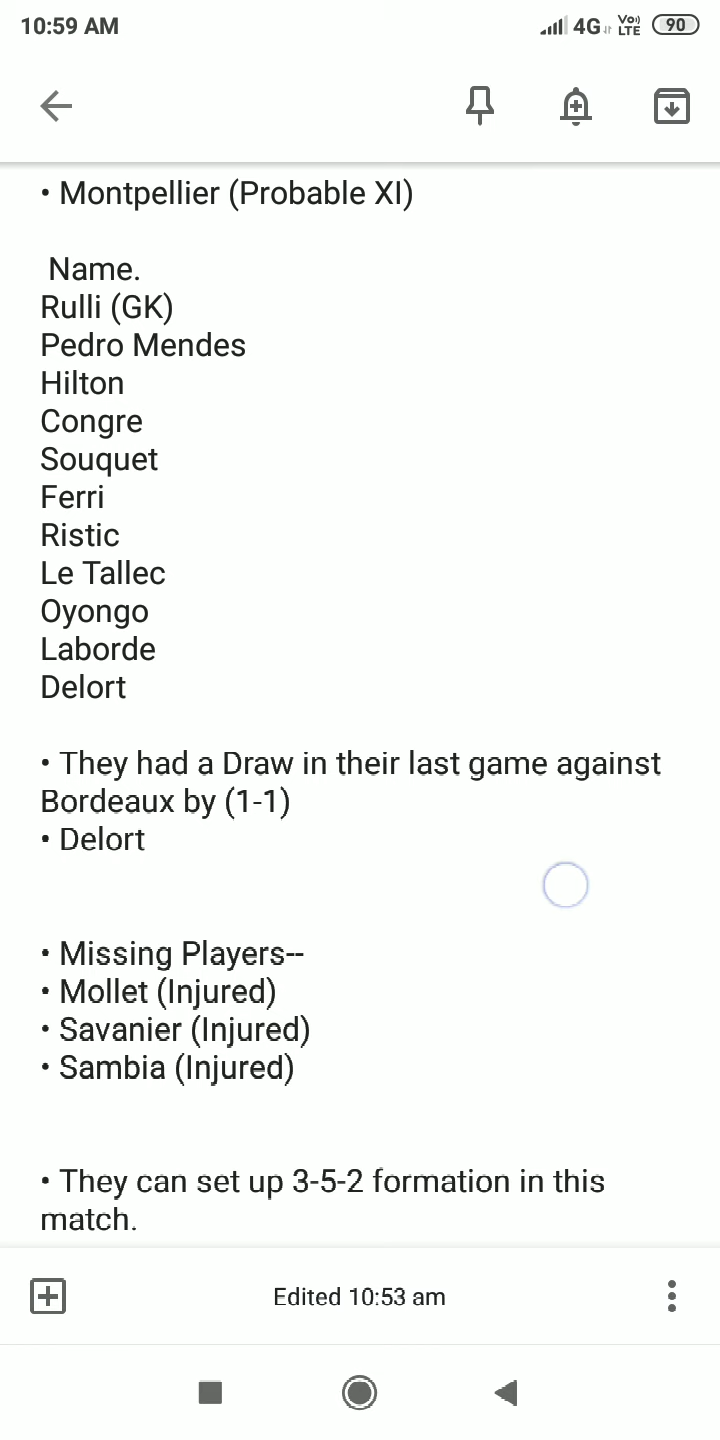 10:59 AM 4G Vo) LTE 90
• Montpellier (Probable XI)
Name.
Rulli (GK)
Pedro Mendes
Hilton
Congre
Souquet
Ferri
Ristic
Le Tallec
Oyongo
Laborde
Delort
• They had a Draw in their last game against
Bordeaux by (1-1)
• Delort
• Missing Players--
• Mollet (Injured)
• Savanier (Injured)
• Sambia (Injured)
• They can set up 3-5-2 formation in this
match.
Edited 10:53 am